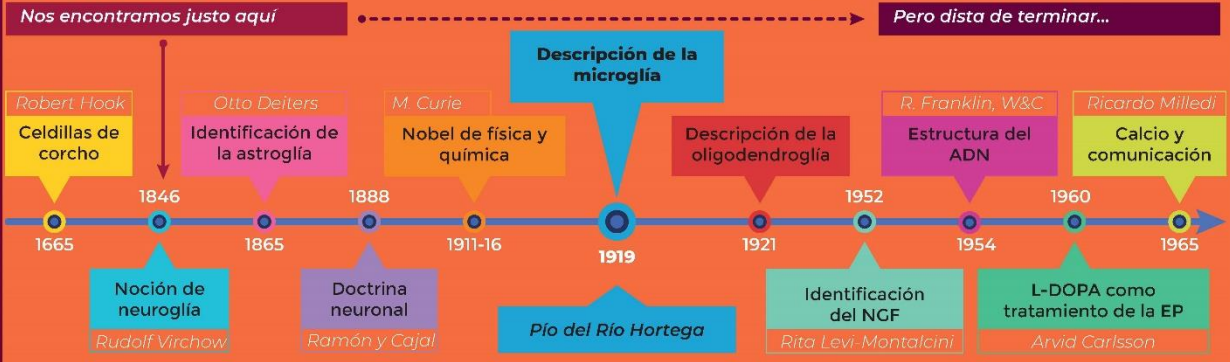 Nos encontramos justo aquí
Pero dista de terminar...
Descripción de la
microglía
Robert Hook
Celdillas de
corcho
Otto Deiters
Identificación de
la astroglía
M. Curie
Nobel de física y
química
Descripción de la
oligodendroglía
R. Franklin, W&C
Estructura del
ADN
Ricardo Milledi
Calcio y
comunicación
1846
1888
1952
1960
1665
1865
1911-16
1919
1921
1954
1965
Noción de
neuroglía
Rudolf Virchow
Doctrina
neuronal
Ramón y Cajal
Pío del Río Hortega
Identificación
del NGF
Rita Levi-Montalcini
L-DOPA como
tratamiento de la EP
Arvid Carlsson